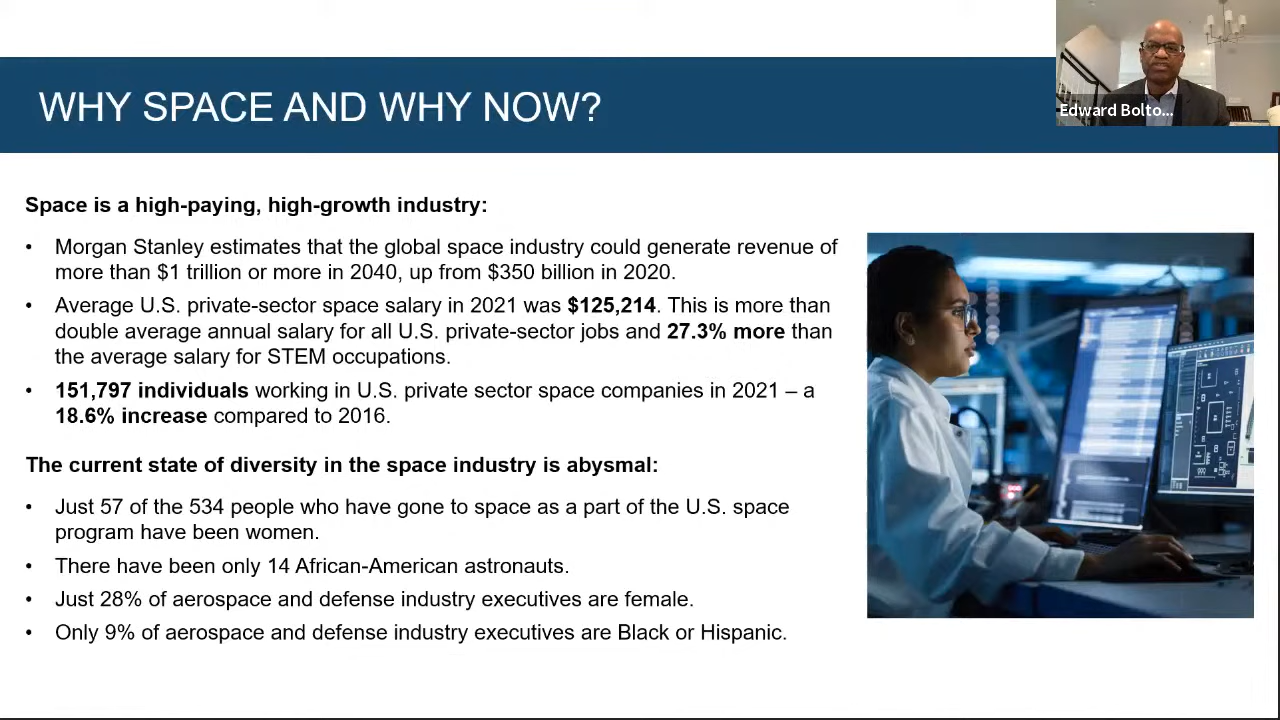 WHY SPACE AND WHY NOW?
Edward Bolto...
Space is a high-paying, high-growth industry:
• Morgan Stanley estimates that the global space industry could generate revenue of
more than $1 trillion or more in 2040, up from $350 billion in 2020.
• Average U.S. private-sector space salary in 2021 was $125,214. This is more than
double average annual salary for all U.S. private-sector jobs and 27.3% more than
the average salary for STEM occupations.
• 151,797 individuals working in U.S. private sector space companies in 2021 – a
18.6% increase compared to 2016.
The current state of diversity in the space industry is abysmal:
• Just 57 of the 534 people who have gone to space as a part of the U.S. space
program have been women.
• There have been only 14 African-American astronauts.
• Just 28% of aerospace and defense industry executives are female.
• Only 9% of aerospace and defense industry executives are Black or Hispanic.